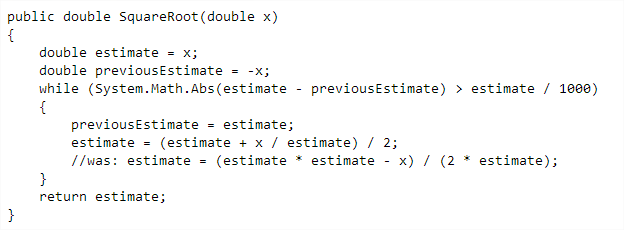 public double SquareRoot(double x)
{
    double estimate = x;
    double previousEstimate = -x;
    while (System.Math.Abs(estimate - previousEstimate) > estimate / 1000)
    {
        previousEstimate = estimate;
        estimate = (estimate + x / estimate) / 2;
        //was: estimate = (estimate * estimate - x) / (2 * estimate);
    }
    return estimate;
}